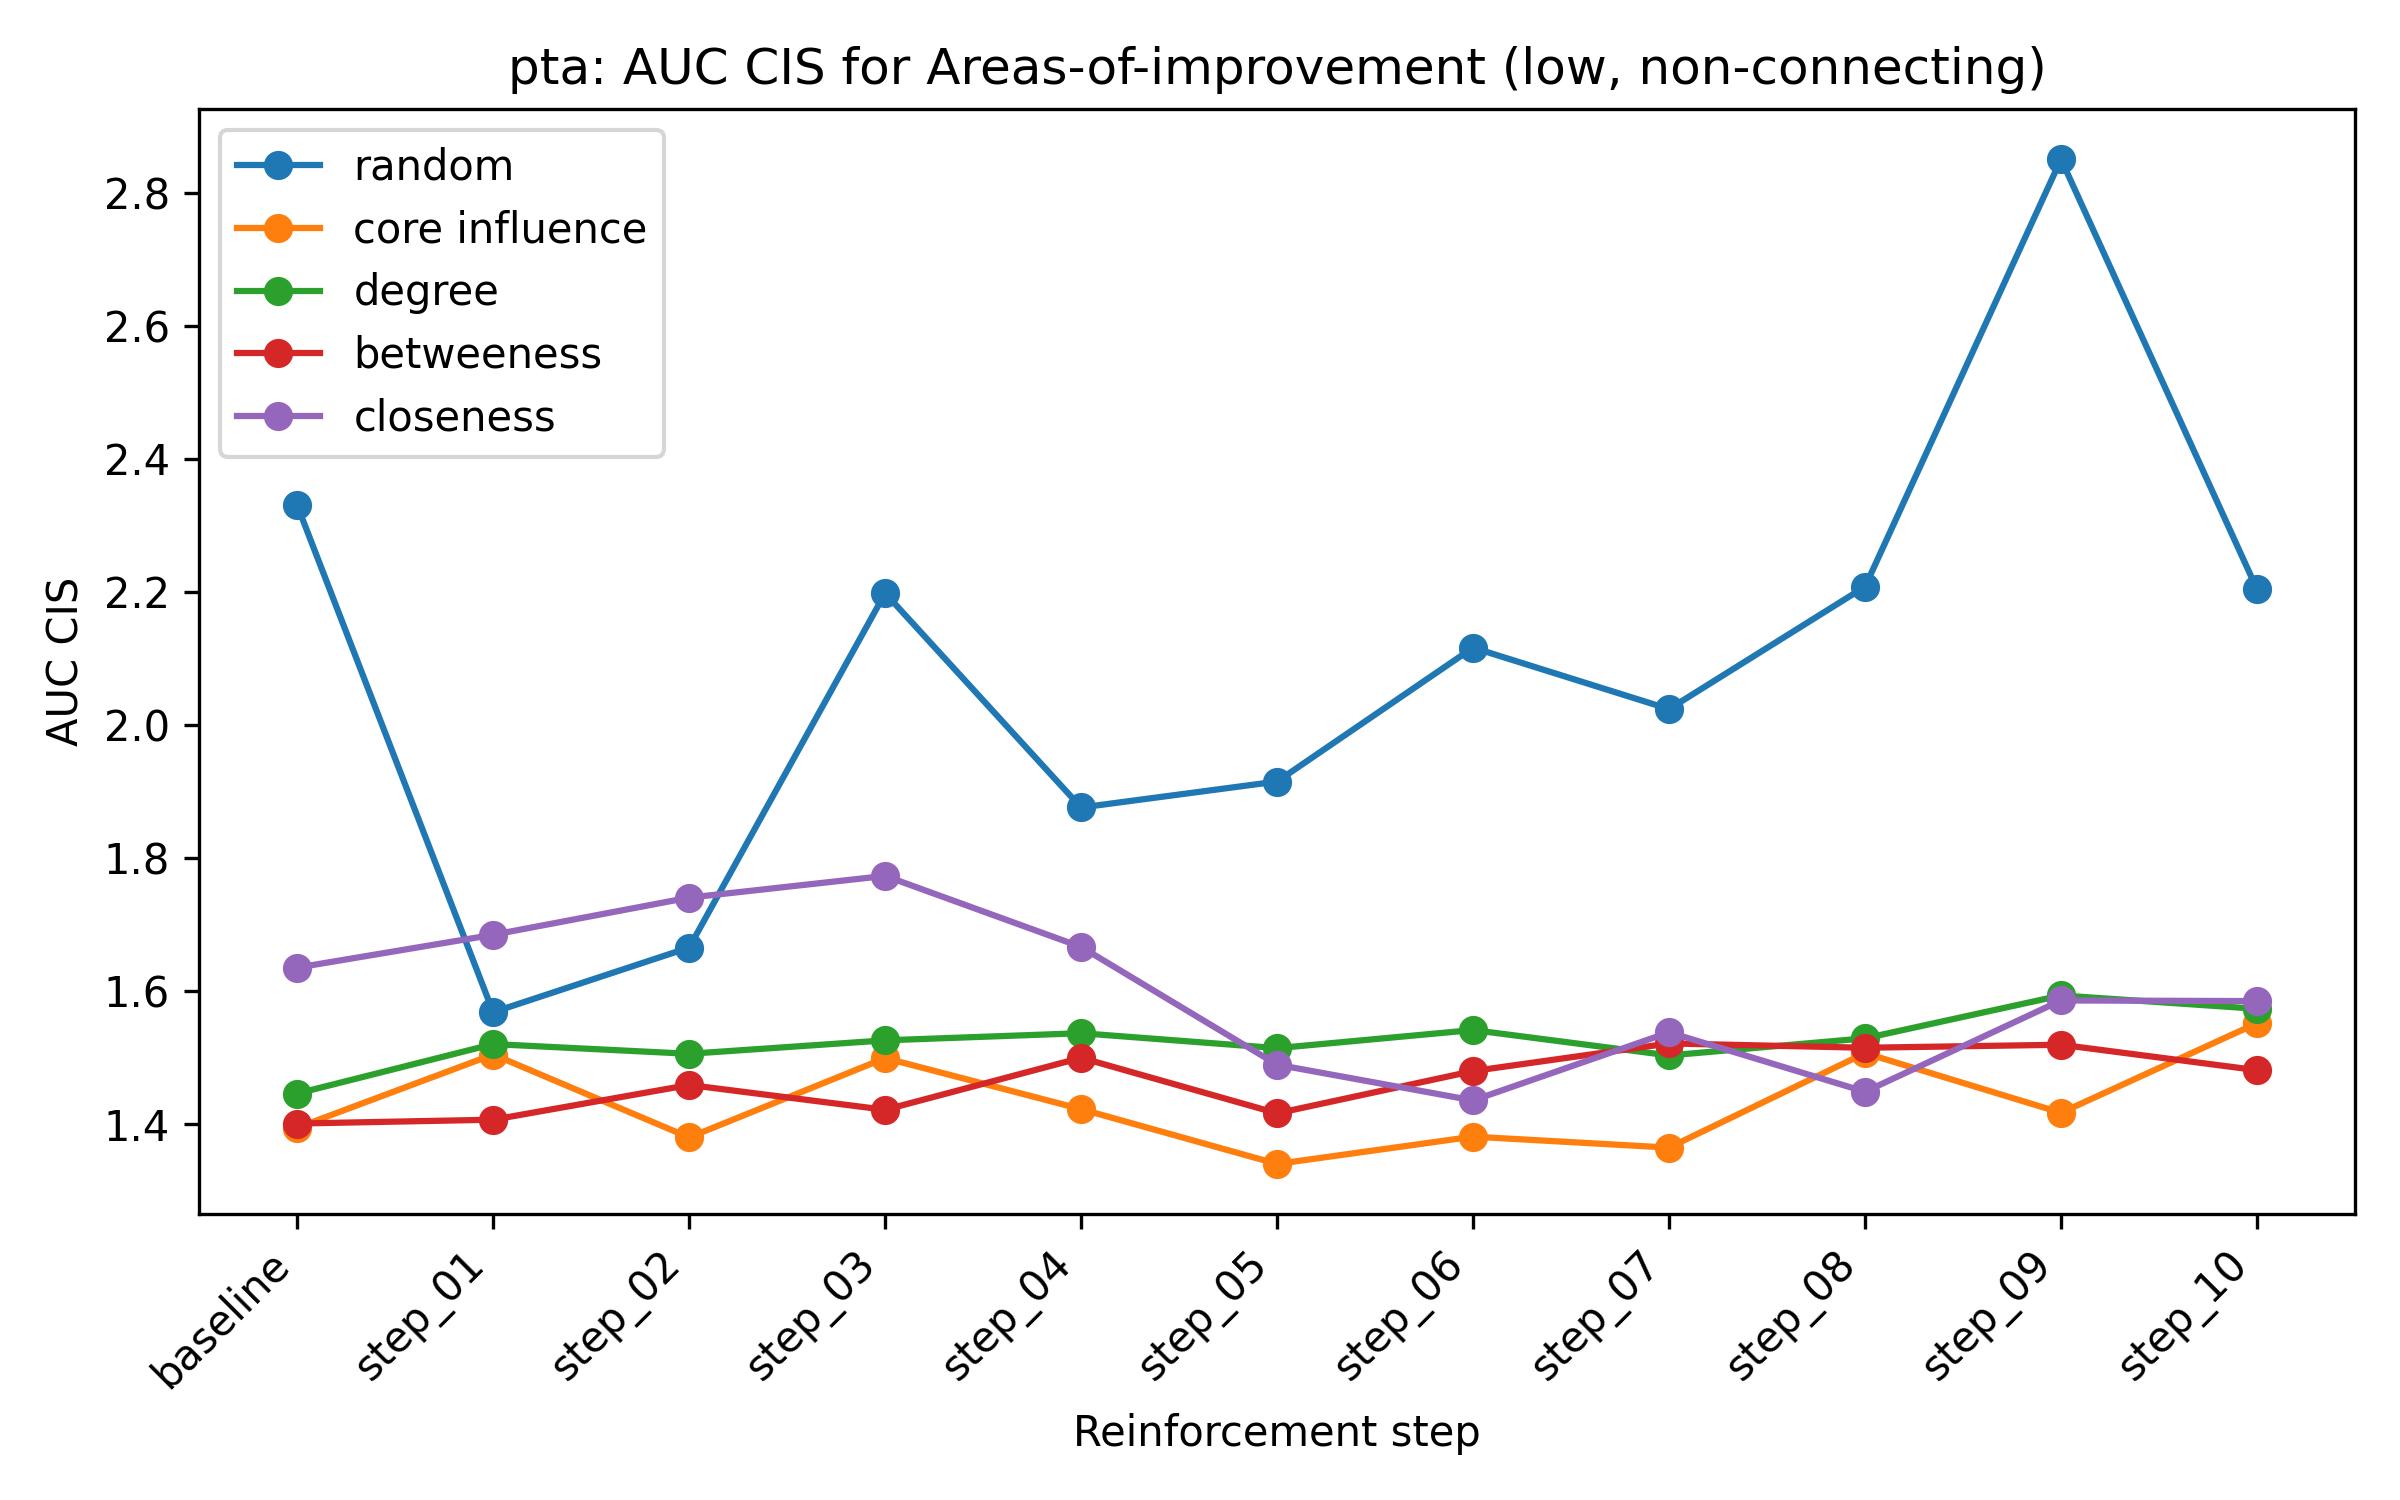 pta: AUC CIS for Areas-of-improvement (low, non-connecting)
random
core influence
degree
betweeness
closeness
AUC CIS
2.8
2.6
2.4
2.2
2.0
1.8
1.6
1.4
baseline
step_01
step_02
step_03
step_04
step_05
step_06
step_07
step_08
step_09
step_10
Reinforcement step